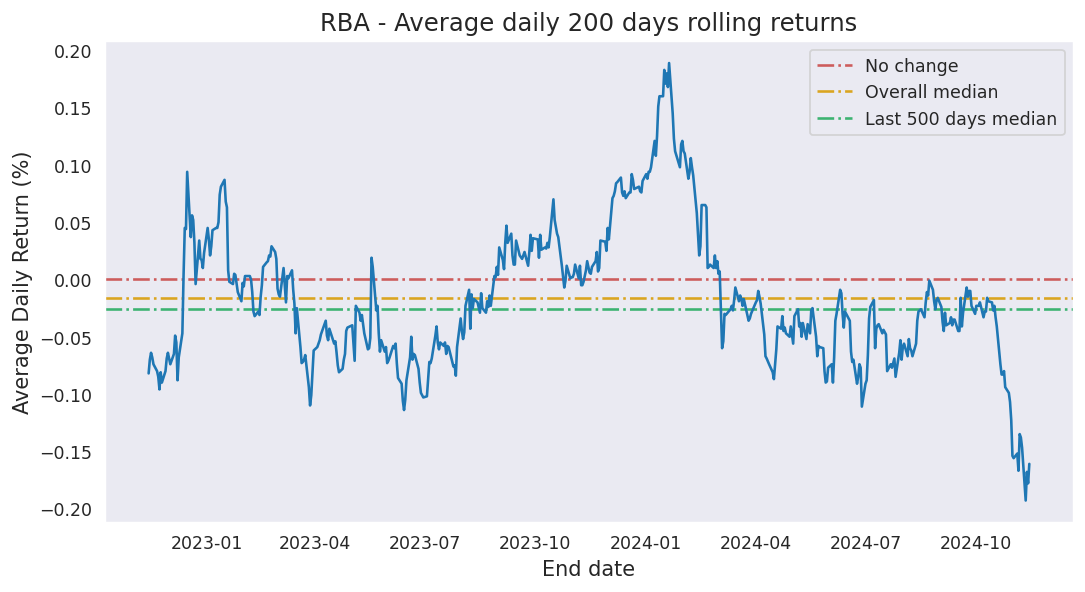 RBA - Average daily 200 days rolling returns
No change
Overall median
Last 500 days median
Average Daily Return (%)
0.20
0.15
0.10
0.05
0.00
−0.05
−0.10
−0.15
−0.20
2023-01 2023-04 2023-07 2023-10 2024-01 2024-04 2024-07 2024-10
End date